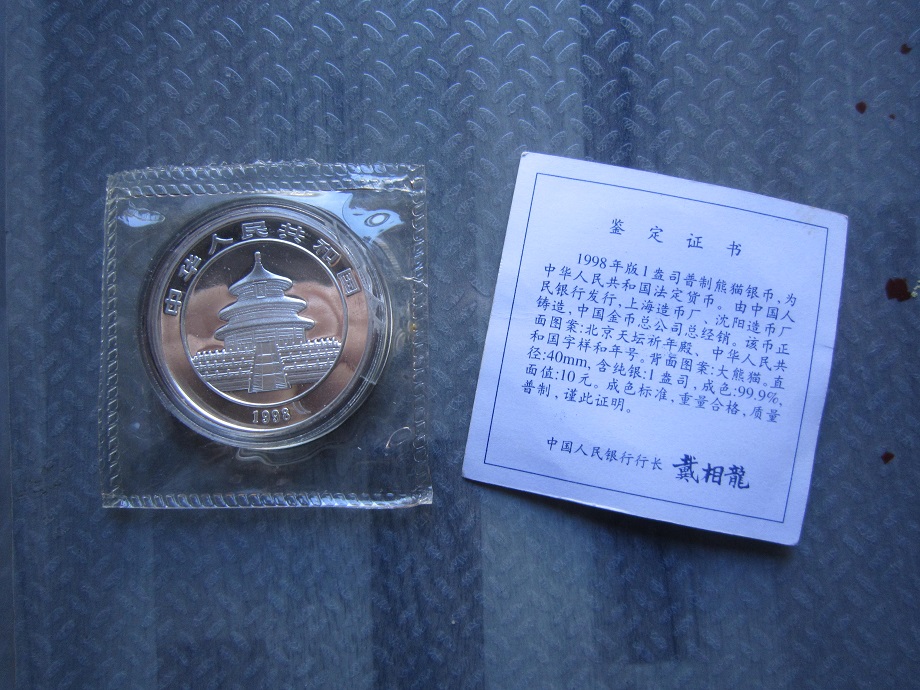 中华人民共和国
1998
鉴定证书
1998年版1盎司普制熊猫银币,为
中华人民共和国法定货币。由中国人
民银行发行,上海造币厂、沈阳造币厂
铸造,中国金币总公司总经销。该币正
面图案:北京天坛祈年殿、中华人民共
和国字样和年号。背面图案:大熊猫。直
径:40mm,含纯银:1盎司,成色:99.9%、
面值:10元。成色标准,重量合格,质量
普制,谨此证明。
中国人民银行行长 戴相龍